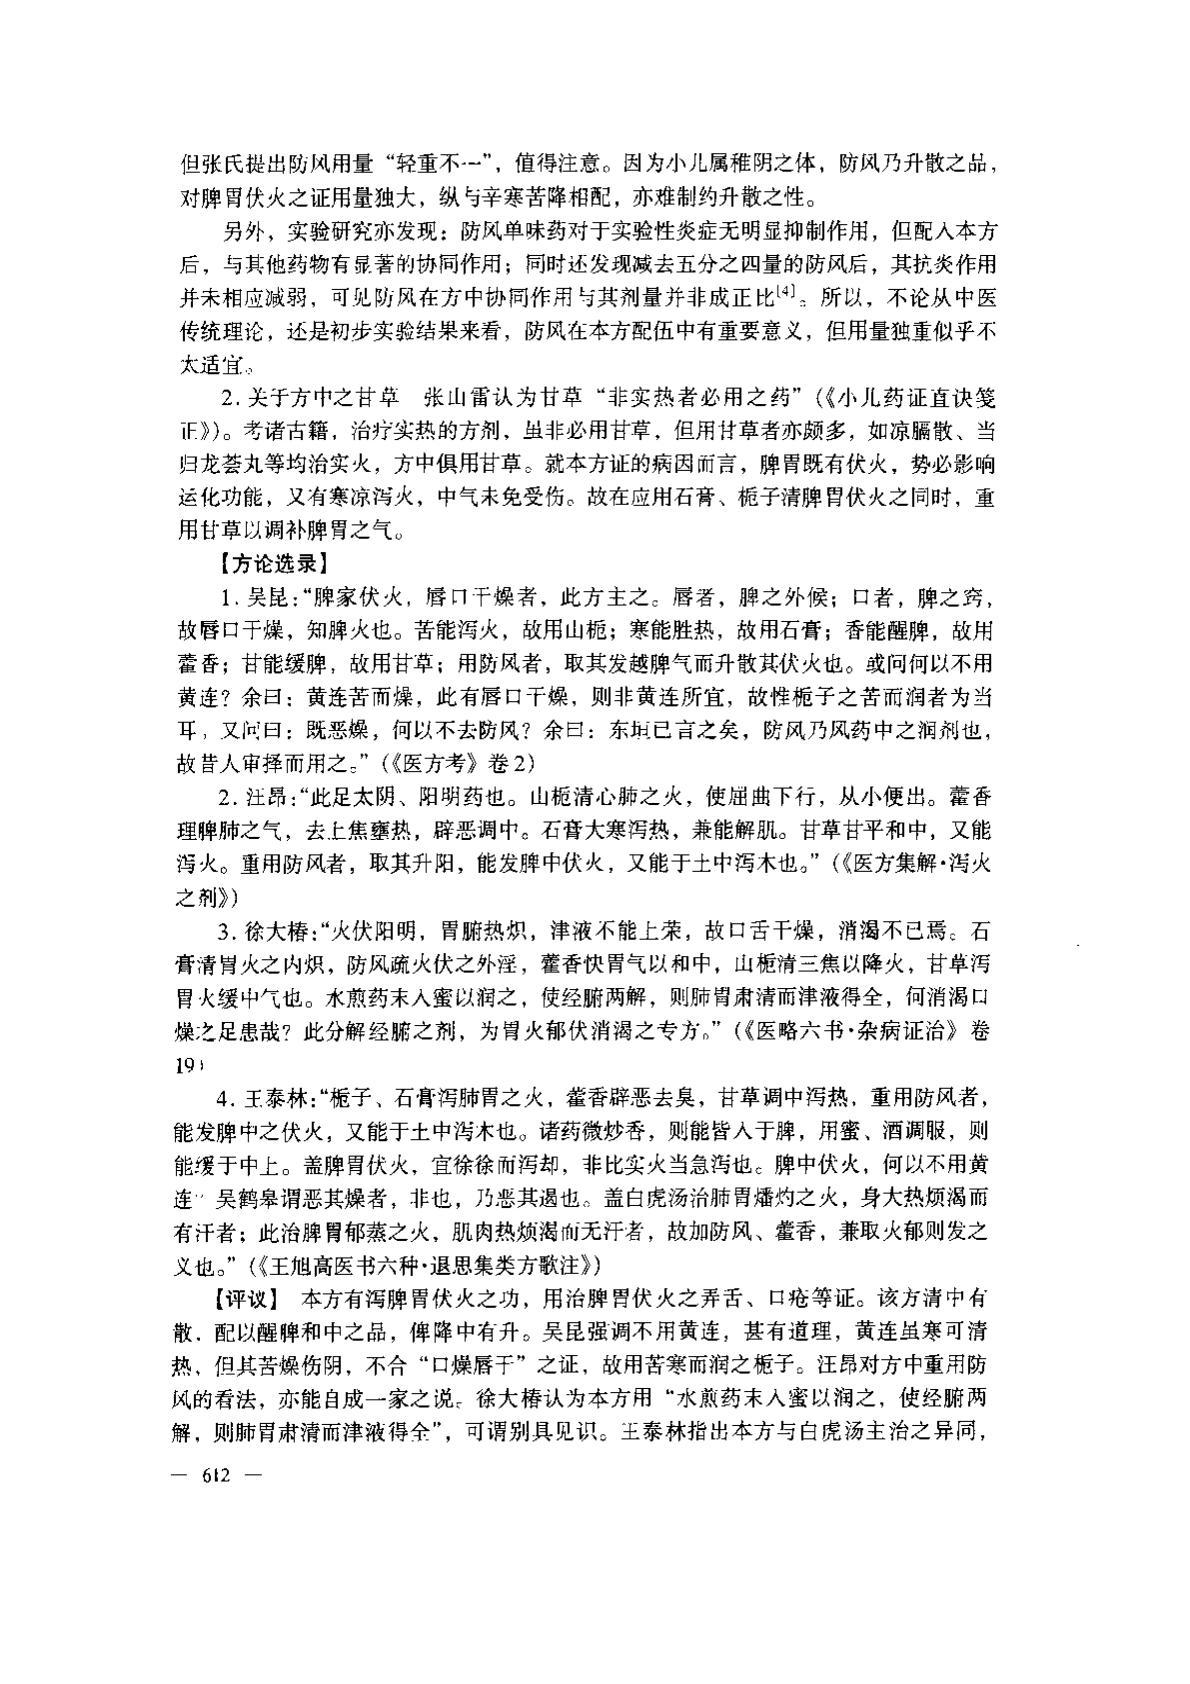 但张氏提出防风用量“轻重不一”，值得注意。因为小儿属稚阴之体，防风乃升散之品，
对脾胃伏火之证用量独大，纵与辛寒苦降相配，亦难制约升散之性。
另外，实验研究亦发现：防风单味药对于实验性炎症无明显抑制作用，但配入本方
后，与其他药物有显著的协同作用；同时还发现减去五分之四量的防风后，其抗炎作用
并未相应减弱，可见防风在方中协同作用与其剂量并非成正比[4]。所以，不论从中医
传统理论，还是初步实验结果来看，防风在本方配伍中有重要意义，但用量独重似乎不
太适宜。
2. 关于方中之甘草　张山雷认为甘草“非实热者必用之药”（《小儿药证直诀笺
正》）。考诸古籍，治疗实热的方剂，虽非必用甘草，但用甘草者亦颇多，如凉膈散、当
归龙荟丸等均治实火，方中俱用甘草。就本方证的病因而言，脾胃既有伏火，势必影响
运化功能，又有寒凉泻火，中气未免受伤。故在应用石膏、栀子清脾胃伏火之同时，重
用甘草以调补脾胃之气。
【方论选录】
1. 吴昆：“脾家伏火，唇口干燥者，此方主之。唇者，脾之外候；口者，脾之窍，
故唇口干燥，知脾火也。苦能泻火，故用山栀；寒能胜热，故用石膏；香能醒脾，故用
藿香；甘能缓脾，故用甘草；用防风者，取其发越脾气而升散其伏火也。或问何以不用
黄连？余曰：黄连苦而燥，此有唇口干燥，则非黄连所宜，故惟栀子之苦而润者为当
耳，又问曰：既恶燥，何以不去防风？余曰：东垣已言之矣，防风乃风药中之润剂也，
故昔人审择而用之。”（《医方考》卷2）
2. 汪昂：“此足太阴、阳明药也。山栀清心肺之火，使屈曲下行，从小便出。藿香
理脾肺之气，去上焦壅热，辟恶调中。石膏大寒泻热，兼能解肌。甘草甘平和中，又能
泻火。重用防风者，取其升阳，能发脾中伏火，又能于土中泻木也。”（《医方集解·泻火
之剂》）
3. 徐大椿：“火伏阳明，胃腑热炽，津液不能上荣，故口舌干燥，消渴不已焉。石
膏清胃火之内炽，防风疏火伏之外淫，藿香快胃气以和中，山栀清三焦以降火，甘草泻
胃火缓中气也。水煎药末入蜜以润之，使经腑两解，则肺胃肃清而津液得全，何消渴口
燥之足患哉？此分解经腑之剂，为胃火郁伏消渴之专方。”（《医略六书·杂病证治》卷
19）
4. 王泰林：“栀子、石膏泻肺胃之火，藿香辟恶去臭，甘草调中泻热，重用防风者，
能发脾中之伏火，又能于土中泻木也。诸药微炒香，则能皆入于脾，用蜜、酒调服，则
能缓于中上。盖脾胃伏火，宜徐徐而泻却，非比实火当急泻也。脾中伏火，何以不用黄
连？吴鹤皋谓恶其燥者，非也，乃恶其遏也。盖白虎汤治肺胃燔灼之火，身大热烦渴而
有汗者；此治脾胃郁蒸之火，肌肉热烦渴而无汗者，故加防风、藿香，兼取火郁则发之
义也。”（《王旭高医书六种·退思集类方歌注》）
【评议】　本方有泻脾胃伏火之功，用治脾胃伏火之弄舌、口疮等证。该方清中有
散，配以醒脾和中之品，俾降中有升。吴昆强调不用黄连，甚有道理，黄连虽寒可清
热，但其苦燥伤阴，不合“口燥唇干”之证，故用苦寒而润之栀子。汪昂对方中重用防
风的看法，亦能自成一家之说。徐大椿认为本方用“水煎药末入蜜以润之，使经腑两
解，则肺胃肃清而津液得全”，可谓别具见识。王泰林指出本方与白虎汤主治之异同，
— 612 —